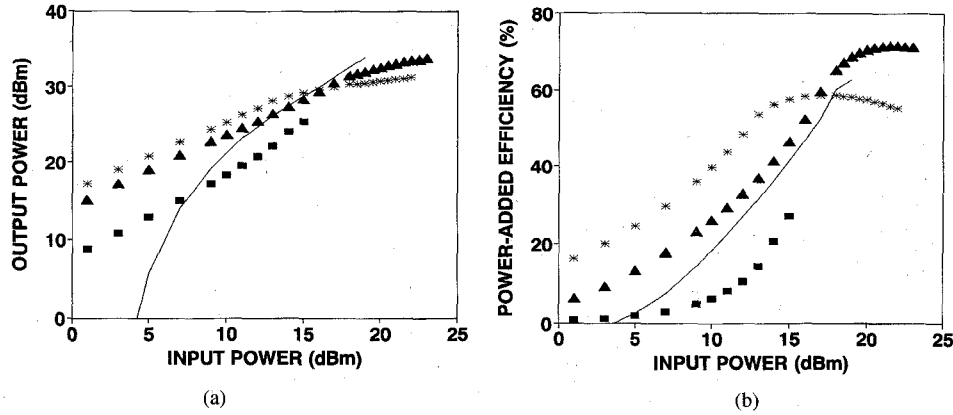 40
30
20
10
0
0 5 10 15 20 25
OUTPUT POWER (dBm)
INPUT POWER (dBm)
(a)
80
60
40
20
0
0 5 10 15 20 25
POWER-ADDED EFFICIENCY (%)
INPUT POWER (dBm)
(b)